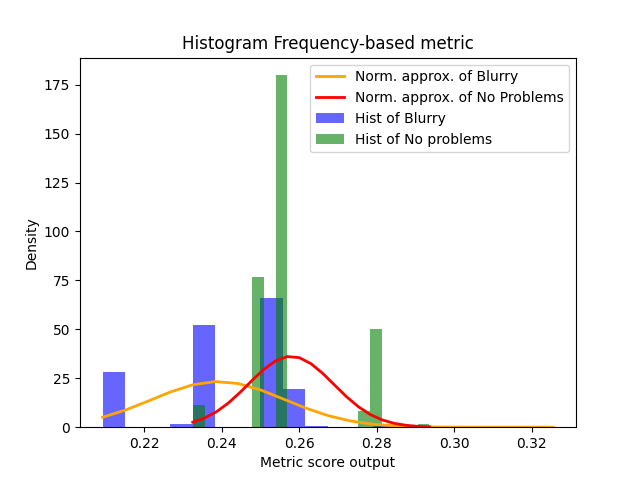 Histogram Frequency-based metric
Norm. approx. of Blurry
Norm. approx. of No Problems
Hist of Blurry
Hist of No problems
175
150
125
100
75
50
25
0
Density
0.22 0.24 0.26 0.28 0.30 0.32
Metric score output